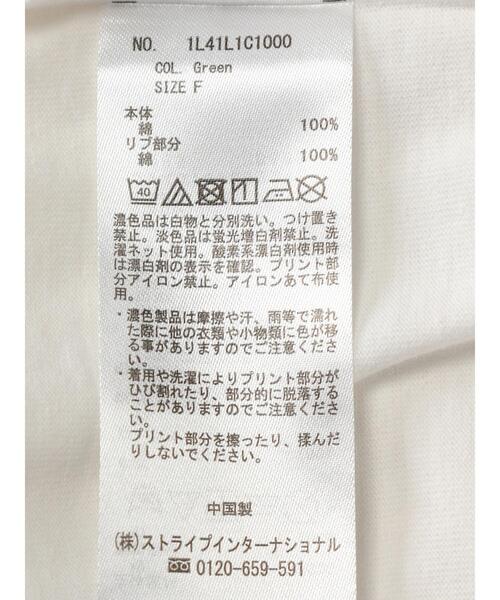 NO. 1L41L1C1000
COL. Green
SIZE F
本体
綿 100%
リブ部分
綿 100%
40
濃色品は白物と分別洗い。つけ置き
禁止。淡色品は蛍光増白剤禁止。洗
濯ネット使用。酸素系漂白剤使用時
は漂白剤の表示を確認。プリント部
分アイロン禁止。アイロンあて布使
用。
・濃色製品は摩擦や汗、雨等で濡れ
た際に他の衣類や小物類に色が移
る事がありますのでご注意くださ
い。
・着用や洗濯によりプリント部分が
ひび割れたり、部分的に脱落する
ことがありますのでご注意くださ
い。
プリント部分を擦ったり、揉んだ
りしないでください。
中国製
(株)ストライプインターナショナル
0120-659-591